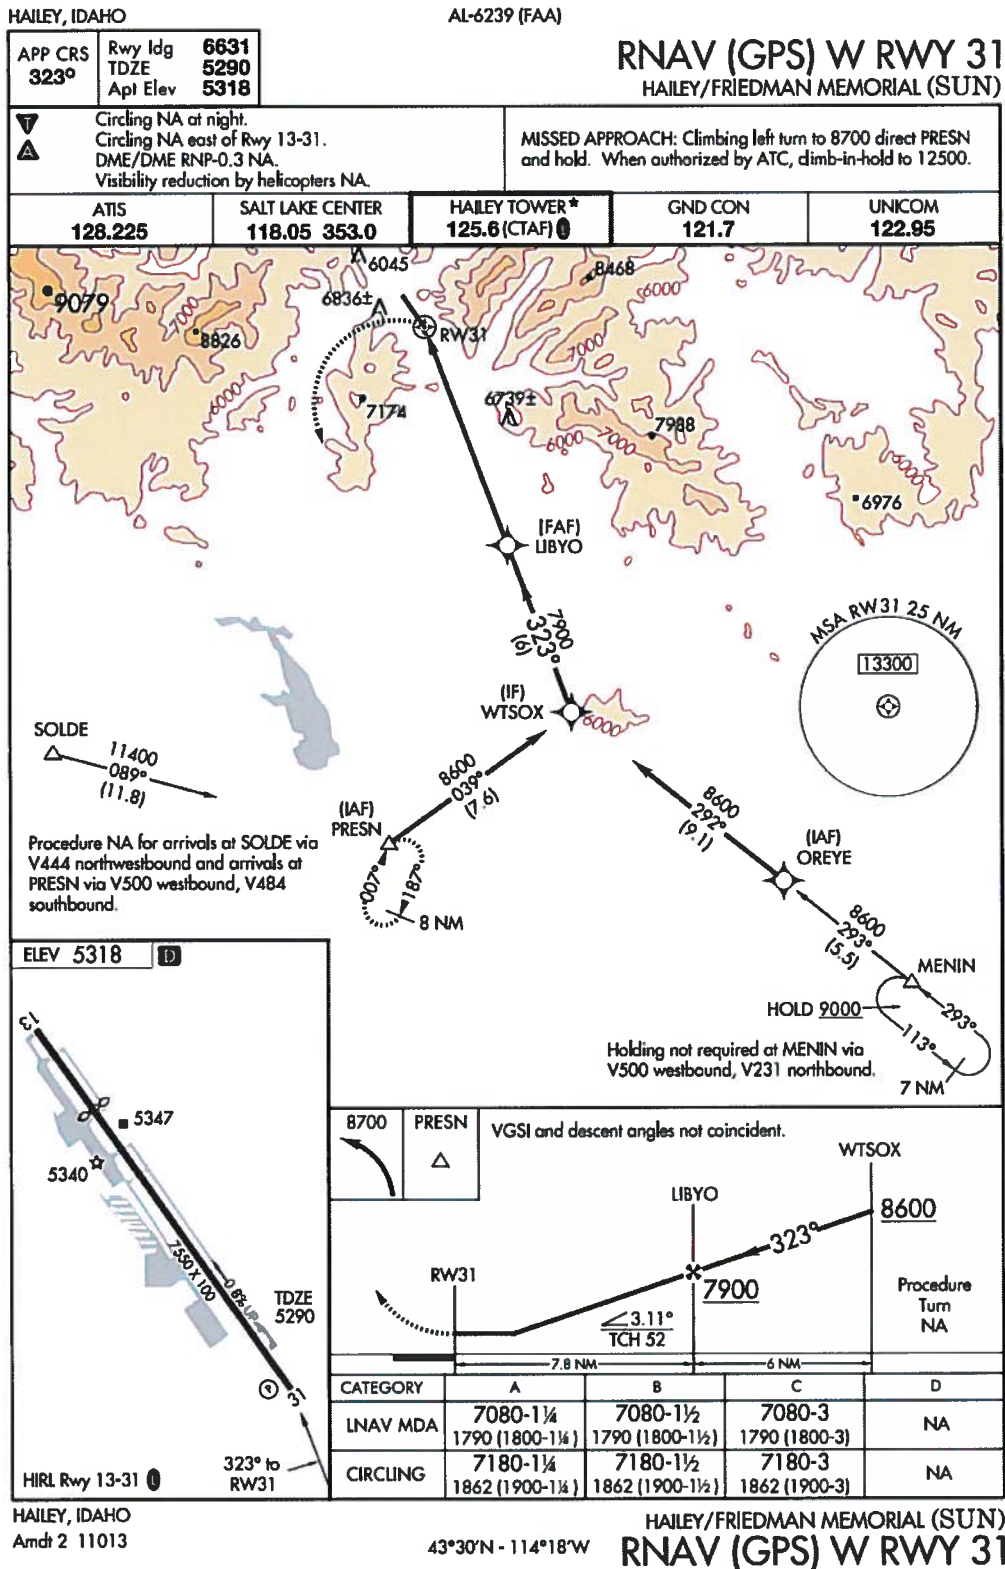 HAILEY, IDAHO
AL-6239 (FAA)
APP CRS
323°
Rwy ldg 6631
TDZE 5290
Apt Elev 5318
RNAV (GPS) W RWY 31
HAILEY/FRIEDMAN MEMORIAL (SUN)
T
A
Circling NA at night.
Circling NA east of Rwy 13-31.
DME/DME RNP-0.3 NA.
Visibility reduction by helicopters NA.
MISSED APPROACH: Climbing left turn to 8700 direct PRESN
and hold. When authorized by ATC, climb-in-hold to 12500.
ATIS
128.225
SALT LAKE CENTER
118.05 353.0
HAILEY TOWER*
125.6 (CTAF) L
GND CON
121.7
UNICOM
122.95
6045
8468
6000
9079
7000
8826
6836±
RW31
7000
6000
7174
6739±
6000
7000
7988
6000
6976
(FAF)
LIBYO
7900
323°
(6)
MSA RW31 25 NM
13300
(IF)
WTSOX
6000
SOLDE
11400
089°
(11.8)
8600
039°
(7.6)
8600
292°
(9.1)
(IAF)
PRESN
(IAF)
OREYE
Procedure NA for arrivals at SOLDE via
V444 northwestbound and arrivals at
PRESN via V500 westbound, V484
southbound.
007°
187°
8 NM
8600
293°
(5.5)
MENIN
HOLD 9000
293°
113°
7 NM
Holding not required at MENIN via
V500 westbound, V231 northbound.
ELEV 5318
D
13
5347
5340
7550 X 100
0.8% UP
TDZE
5290
P
31
323° to
RW31
HIRL Rwy 13-31 L
8700
PRESN
VGSI and descent angles not coincident.
WTSOX
LIBYO
8600
323°
RW31
7900
3.11°
TCH 52
Procedure
Turn
NA
7.8 NM
6 NM
CATEGORY A B C D
LNAV MDA 7080-1¼ 7080-1½ 7080-3 NA
1790 (1800-1¼) 1790 (1800-1½) 1790 (1800-3)
CIRCLING 7180-1¼ 7180-1½ 7180-3 NA
1862 (1900-1¼) 1862 (1900-1½) 1862 (1900-3)
HAILEY, IDAHO
Amdt 2 11013
43°30'N - 114°18'W
HAILEY/FRIEDMAN MEMORIAL (SUN)
RNAV (GPS) W RWY 31